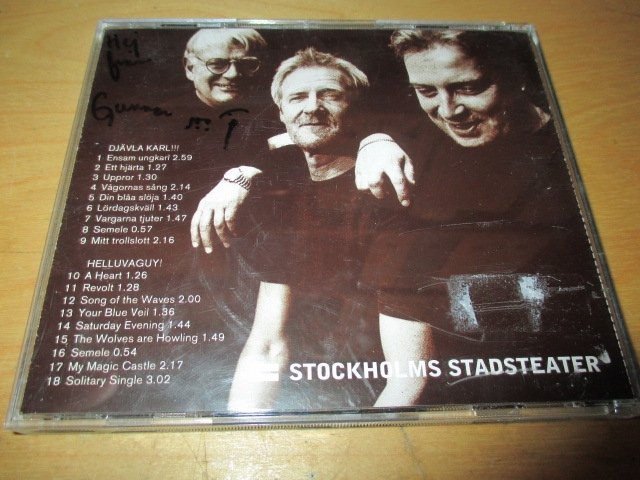 Hej
från
Gunnar
DJÄVLA KARL!!!
1 Ensam ungkarl 2.59
2 Ett hjärta 1.27
3 Uppror 1.30
4 Vågornas sång 2.14
5 Din blåa slöja 1.40
6 Lördagskväll 1.43
7 Vargarna tjuter 1.47
8 Semele 0.57
9 Mitt trollslott 2.16
HELLUVAGUY!
10 A Heart 1.26
11 Revolt 1.28
12 Song of the Waves 2.00
13 Your Blue Veil 1.36
14 Saturday Evening 1.44
15 The Wolves are Howling 1.49
16 Semele 0.54
17 My Magic Castle 2.17
18 Solitary Single 3.02
STOCKHOLMS STADSTEATER